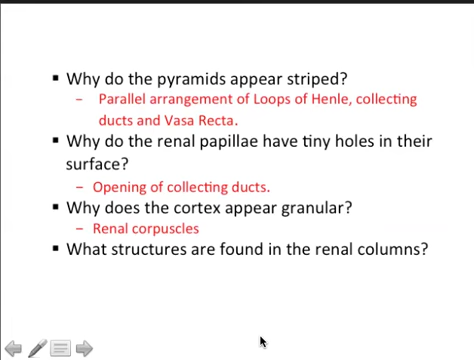 ▪ Why do the pyramids appear striped?
– Parallel arrangement of Loops of Henle, collecting
ducts and Vasa Recta.
▪ Why do the renal papillae have tiny holes in their
surface?
– Opening of collecting ducts.
▪ Why does the cortex appear granular?
– Renal corpuscles
▪ What structures are found in the renal columns?